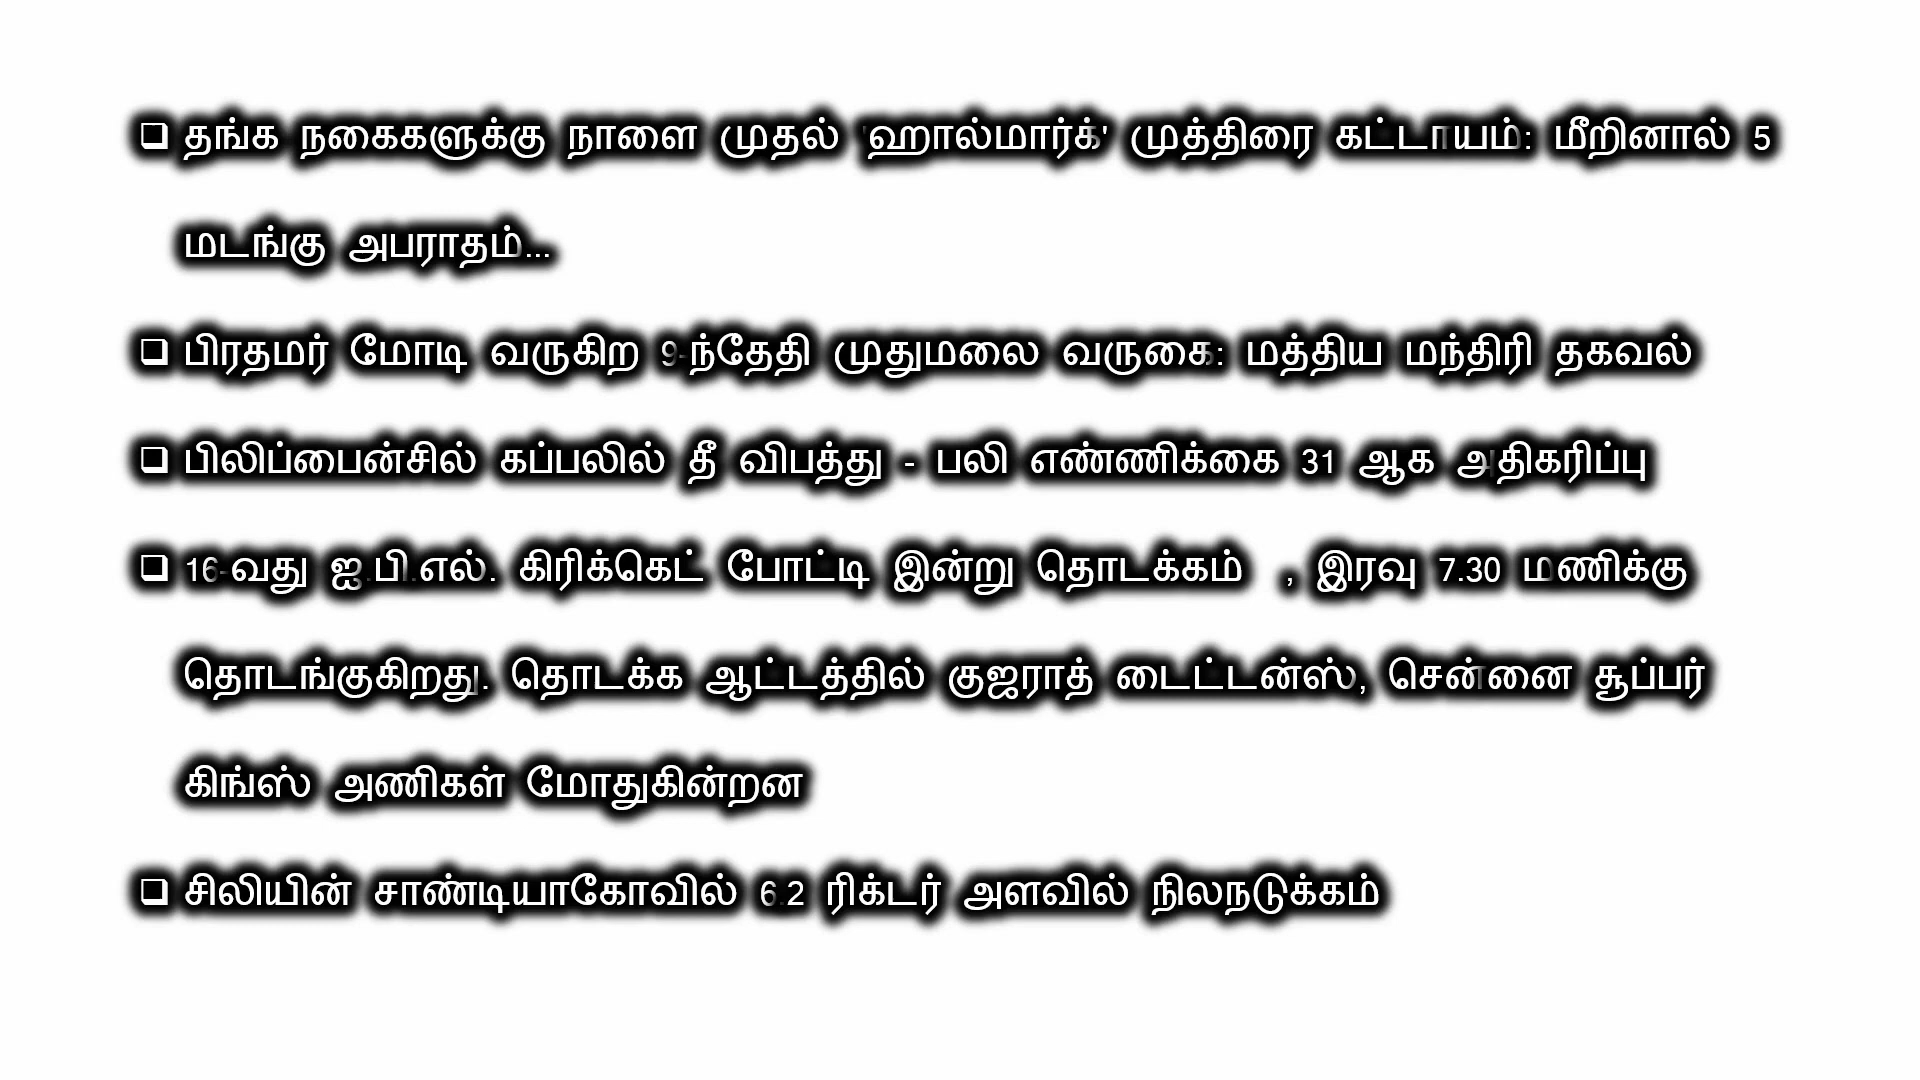 ❑ தங்க நகைகளுக்கு நாளை முதல் 'ஹால்மார்க்' முத்திரை கட்டாயம்: மீறினால் 5
மடங்கு அபராதம்...
❑ பிரதமர் மோடி வருகிற 9-ந்தேதி முதுமலை வருகை: மத்திய மந்திரி தகவல்
❑ பிலிப்பைன்சில் கப்பலில் தீ விபத்து - பலி எண்ணிக்கை 31 ஆக அதிகரிப்பு
❑ 16-வது ஐ.பி.எல். கிரிக்கெட் போட்டி இன்று தொடக்கம் , இரவு 7.30 மணிக்கு
தொடங்குகிறது. தொடக்க ஆட்டத்தில் குஜராத் டைட்டன்ஸ், சென்னை சூப்பர்
கிங்ஸ் அணிகள் மோதுகின்றன
❑ சிலியின் சாண்டியாகோவில் 6.2 ரிக்டர் அளவில் நிலநடுக்கம்